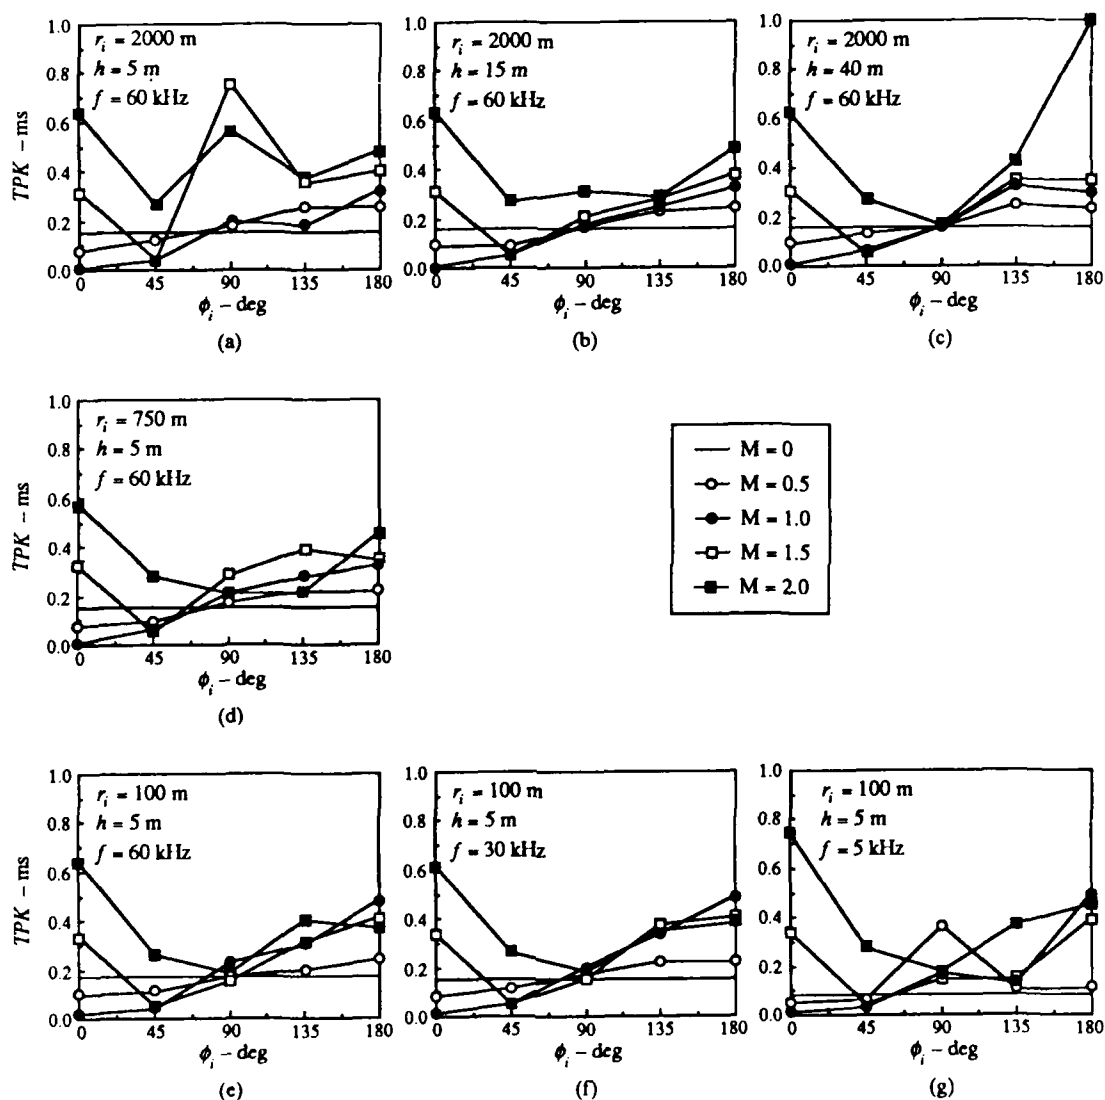 1.0
0.8
0.6
0.4
0.2
0.0
TPK – ms
r_i = 2000 m
h = 5 m
f = 60 kHz
0 45 90 135 180
ϕ_i – deg
(a)
1.0
0.8
0.6
0.4
0.2
0.0
r_i = 2000 m
h = 15 m
f = 60 kHz
0 45 90 135 180
ϕ_i – deg
(b)
1.0
0.8
0.6
0.4
0.2
0.0
r_i = 2000 m
h = 40 m
f = 60 kHz
0 45 90 135 180
ϕ_i – deg
(c)
1.0
0.8
0.6
0.4
0.2
0.0
TPK – ms
r_i = 750 m
h = 5 m
f = 60 kHz
0 45 90 135 180
ϕ_i – deg
(d)
M = 0
M = 0.5
M = 1.0
M = 1.5
M = 2.0
1.0
0.8
0.6
0.4
0.2
0.0
TPK – ms
r_i = 100 m
h = 5 m
f = 60 kHz
0 45 90 135 180
ϕ_i – deg
(e)
1.0
0.8
0.6
0.4
0.2
0.0
r_i = 100 m
h = 5 m
f = 30 kHz
0 45 90 135 180
ϕ_i – deg
(f)
1.0
0.8
0.6
0.4
0.2
0.0
r_i = 100 m
h = 5 m
f = 5 kHz
0 45 90 135 180
ϕ_i – deg
(g)